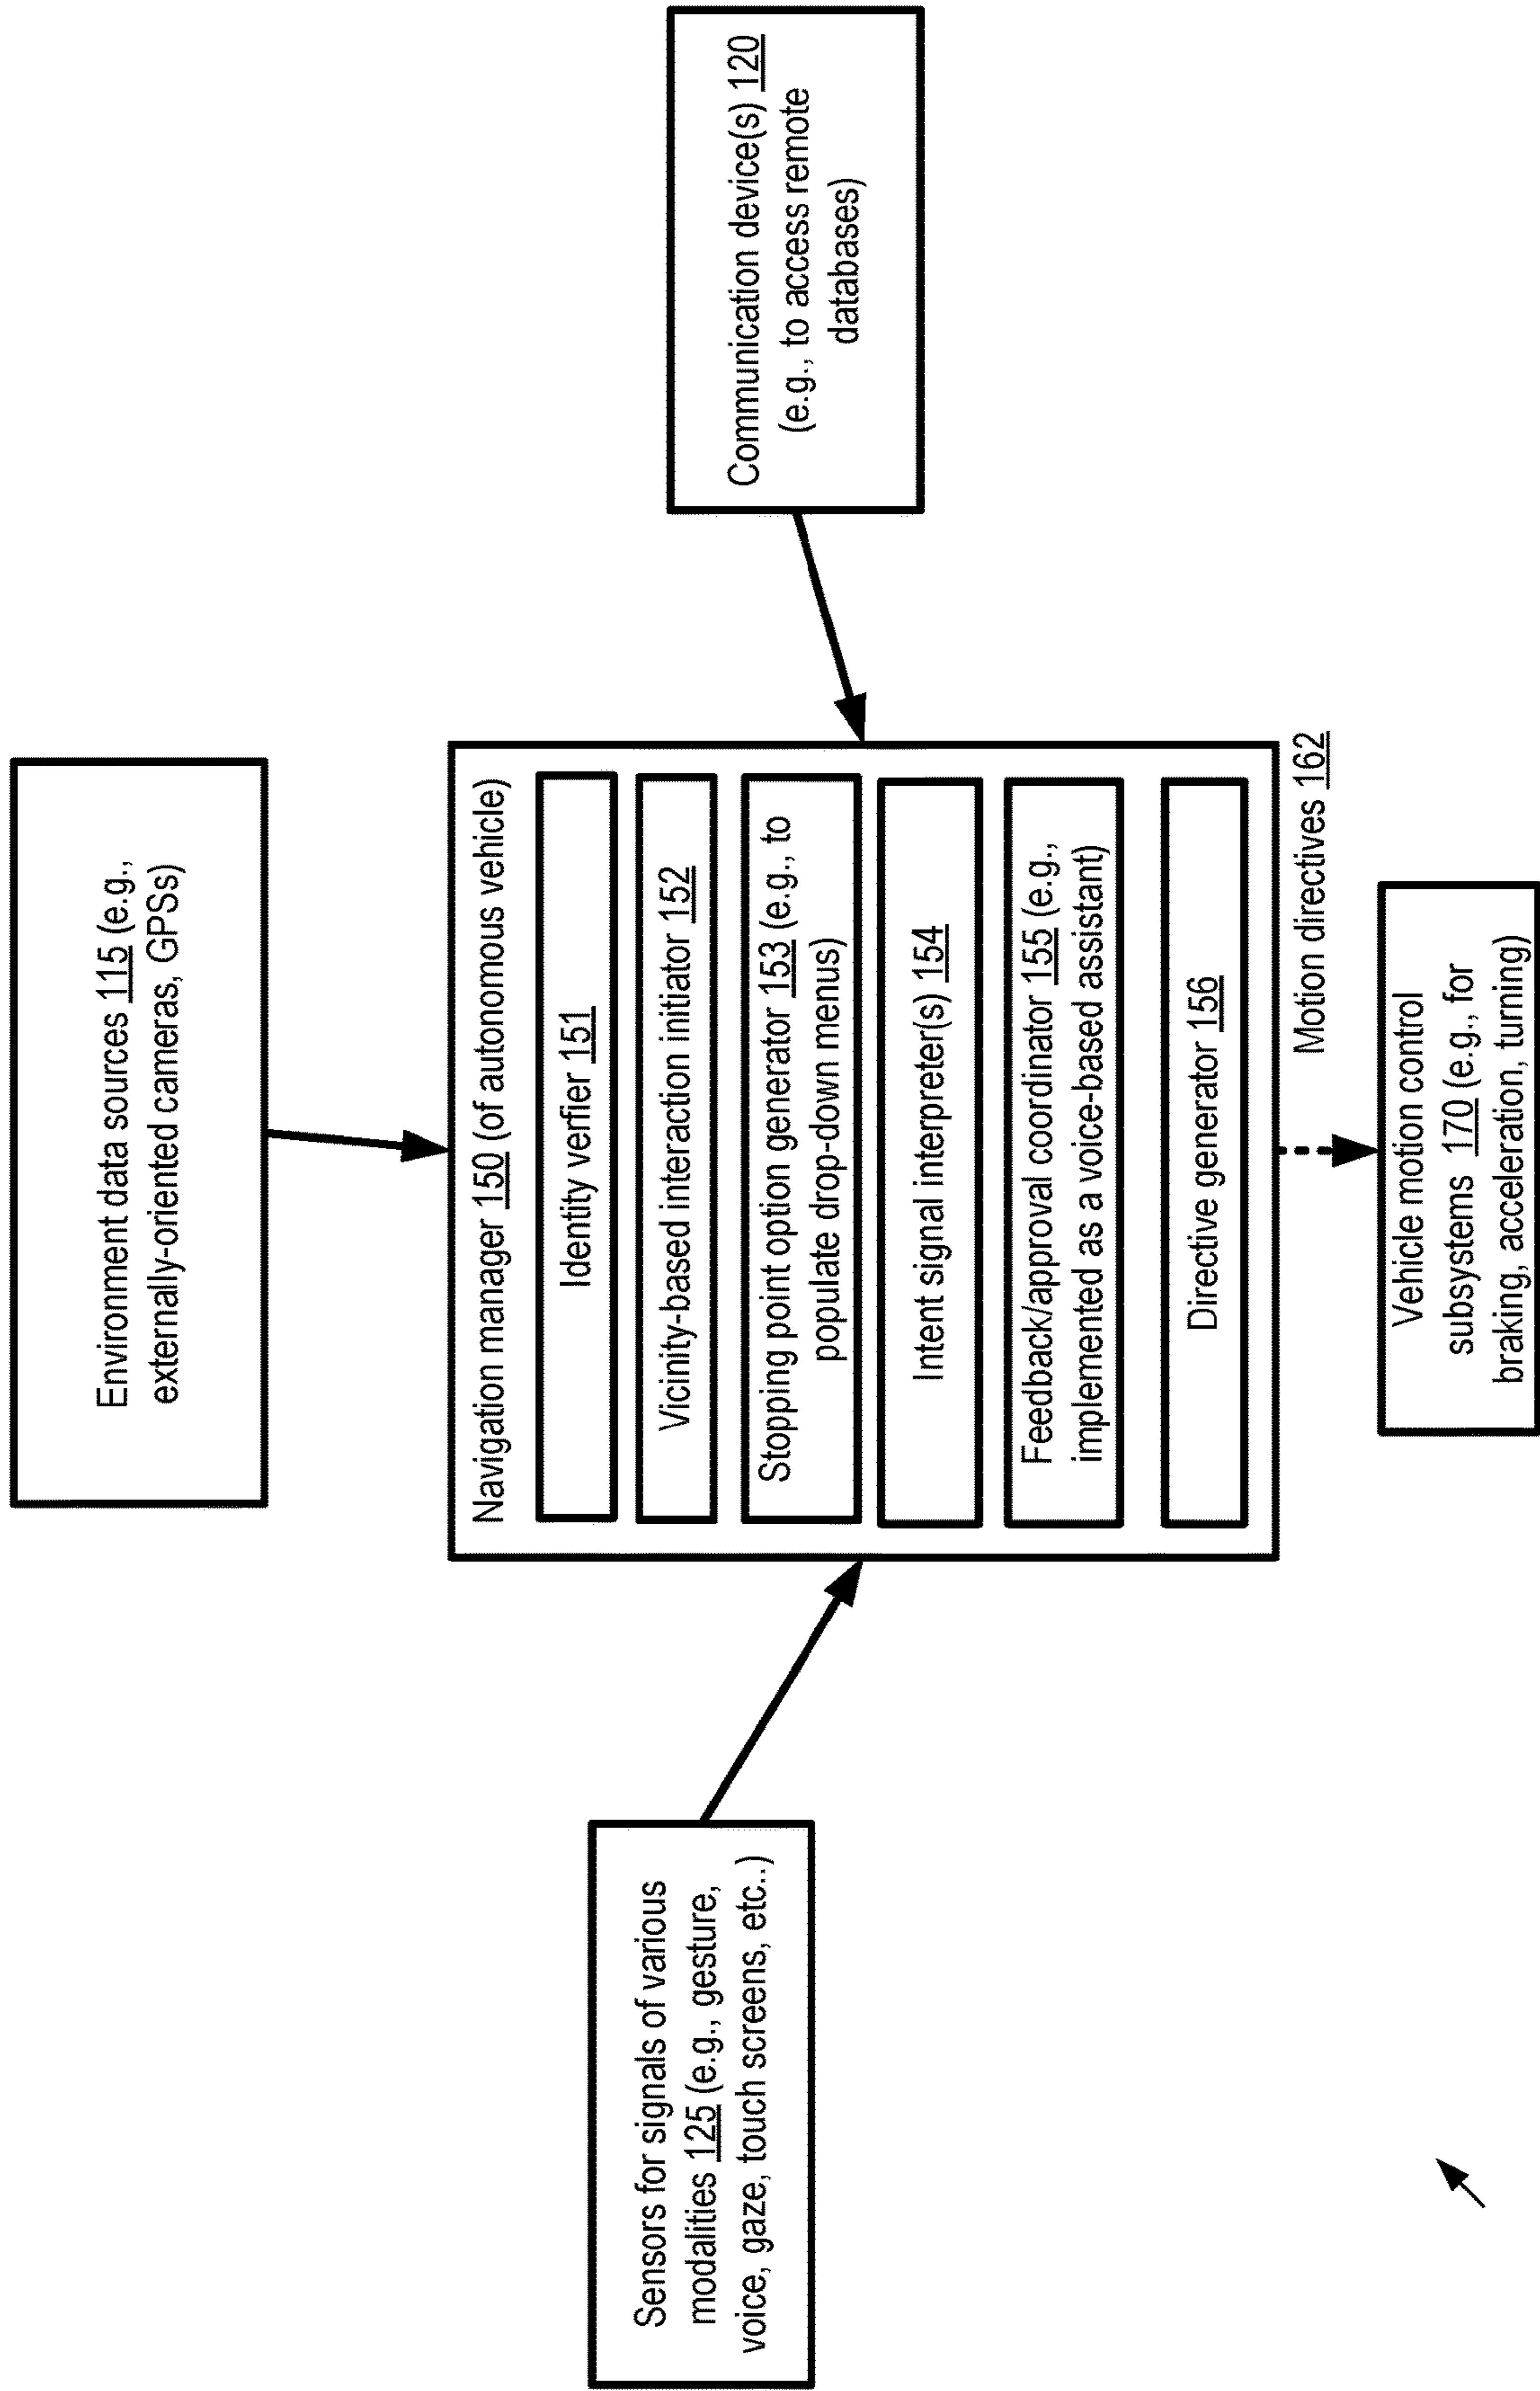 Environment data sources 115 (e.g.,
externally-oriented cameras, GPSs)
Sensors for signals of various
modalities 125 (e.g., gesture,
voice, gaze, touch screens, etc..)
Navigation manager 150 (of autonomous vehicle)
Identity verfier 151
Vicinity-based interaction initiator 152
Stopping point option generator 153 (e.g., to
populate drop-down menus)
Intent signal interpreter(s) 154
Feedback/approval coordinator 155 (e.g.,
implemented as a voice-based assistant)
Directive generator 156
Communication device(s) 120
(e.g., to access remote
databases)
Motion directives 162
Vehicle motion control
subsystems 170 (e.g., for
braking, acceleration, turning)